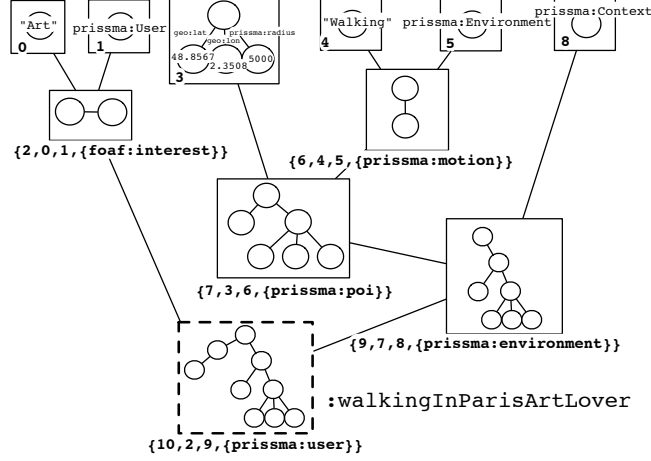 "Art"
0
prissma:User
1
geo:lat
prissma:radius
geo:lon
48.8567
2.3508
5000
3
"Walking"
4
prissma:Environment
5
prissma:Context
8
{2,0,1,{foaf:interest}}
{6,4,5,{prissma:motion}}
{7,3,6,{prissma:poi}}
{9,7,8,{prissma:environment}}
:walkingInParisArtLover
{10,2,9,{prissma:user}}